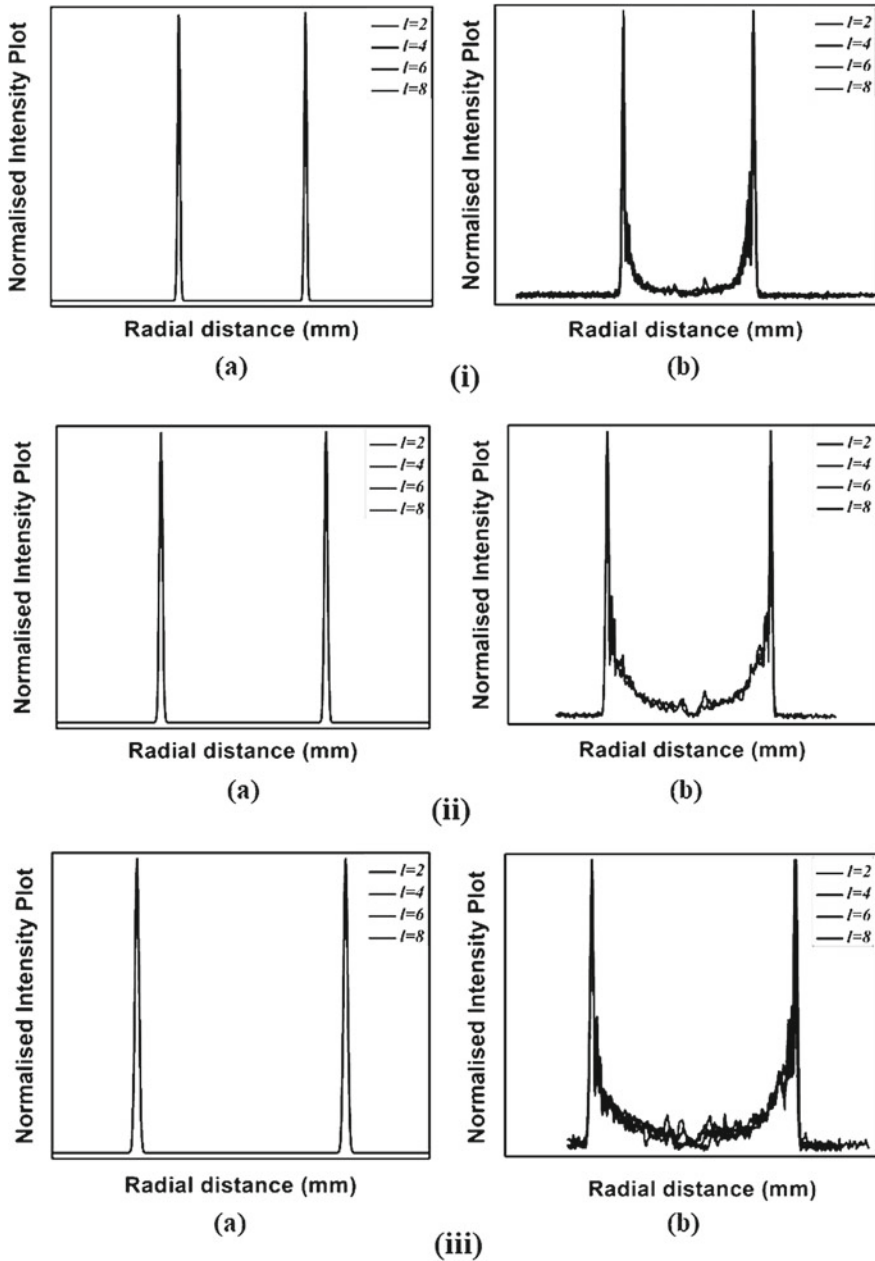 Normalised Intensity Plot
l=2
l=4
l=6
l=8
Radial distance (mm)
(a)
Normalised Intensity Plot
l=2
l=4
l=6
l=8
Radial distance (mm)
(b)
(i)
Normalised Intensity Plot
l=2
l=4
l=6
l=8
Radial distance (mm)
(a)
Normalised Intensity Plot
l=2
l=4
l=6
l=8
Radial distance (mm)
(b)
(ii)
Normalised Intensity Plot
l=2
l=4
l=6
l=8
Radial distance (mm)
(a)
Normalised Intensity Plot
l=2
l=4
l=6
l=8
Radial distance (mm)
(b)
(iii)